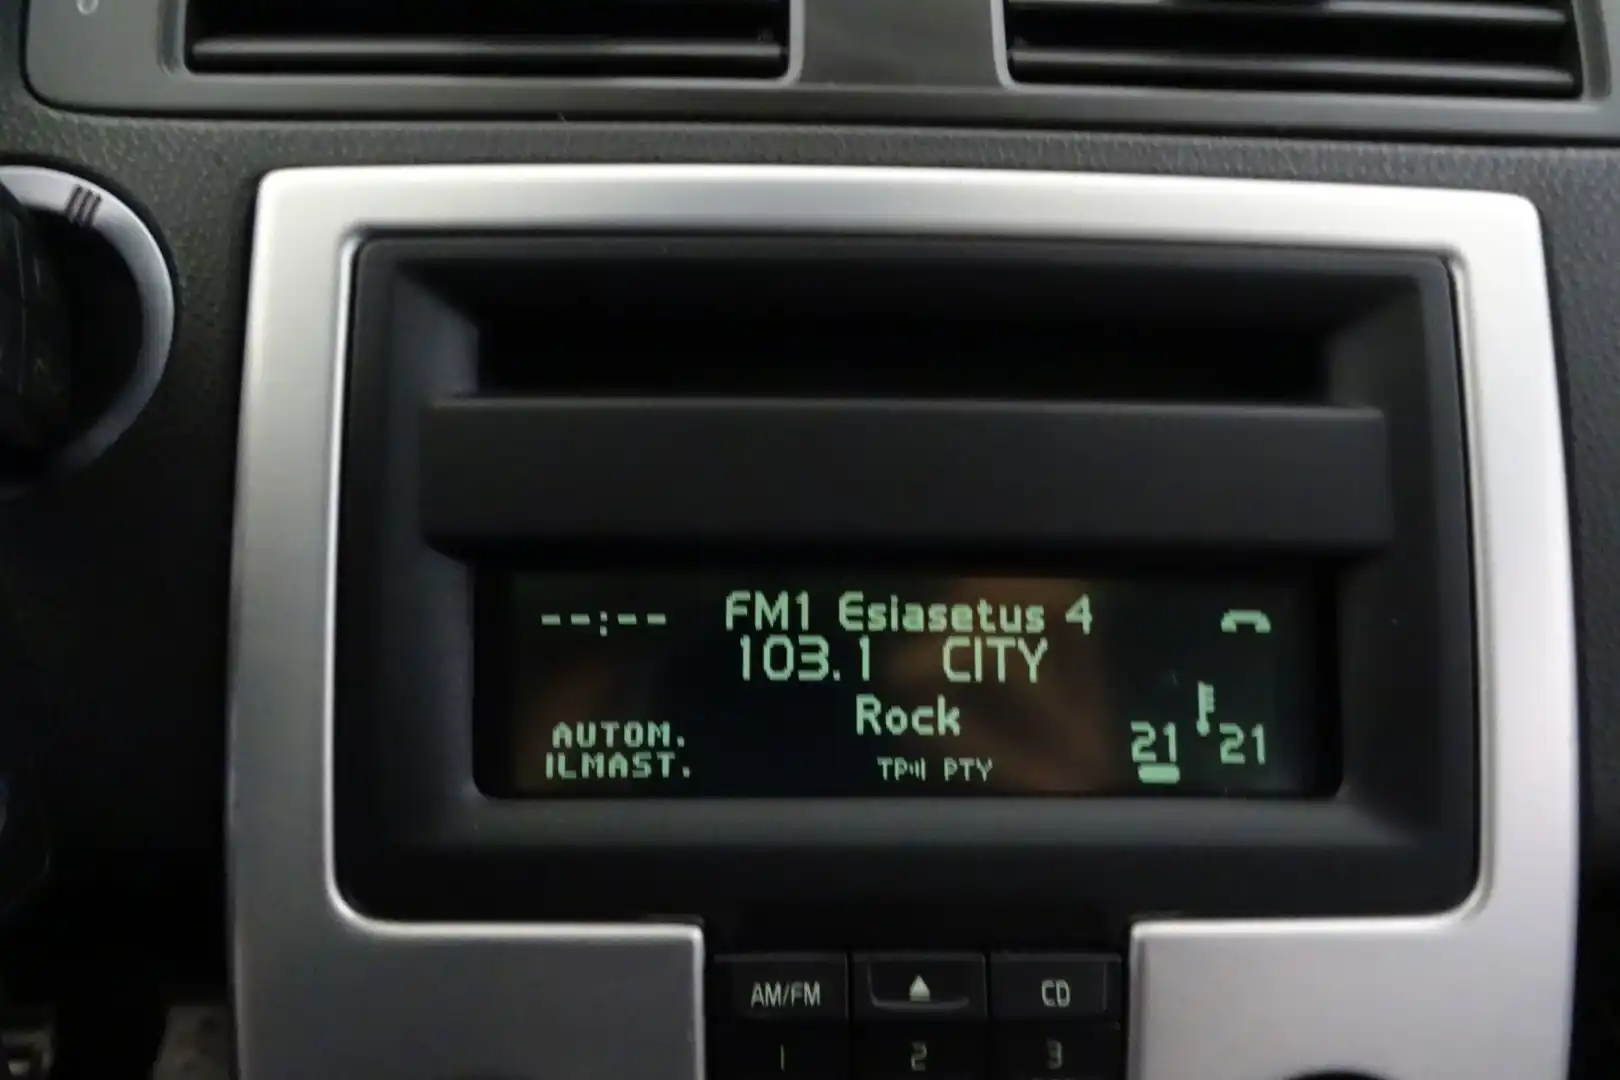 --:-- FM1 Esiasetus 4
103.1 CITY
Rock
AUTOM.
ILMAST.
TP PTY
21 21
AM/FM CD
1 2 3